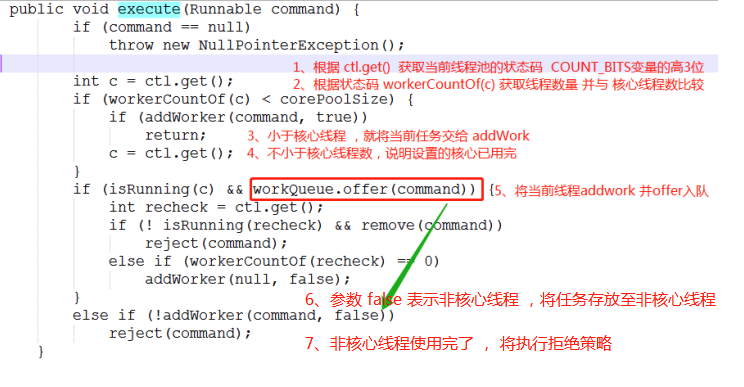 public void execute(Runnable command) {
if (command == null)
throw new NullPointerException();
1、根据 ctl.get() 获取当前线程池的状态码 COUNT_BITS变量的高3位
int c = ctl.get();
2、根据状态码 workerCountOf(c) 获取线程数量 并与 核心线程数比较
if (workerCountOf(c) < corePoolSize) {
if (addWorker(command, true))
return;
3、小于核心线程 ，就将当前任务交给 addWork
c = ctl.get();
4、不小于核心线程数，说明设置的核心已用完
}
if (isRunning(c) && workQueue.offer(command)) {
5、将当前线程addwork 并offer入队
int recheck = ctl.get();
if (! isRunning(recheck) && remove(command))
reject(command);
else if (workerCountOf(recheck) == 0)
addWorker(null, false);
}
6、参数 false 表示非核心线程 ，将任务存放至非核心线程
else if (!addWorker(command, false))
reject(command);
7、非核心线程使用完了 ，将执行拒绝策略
}